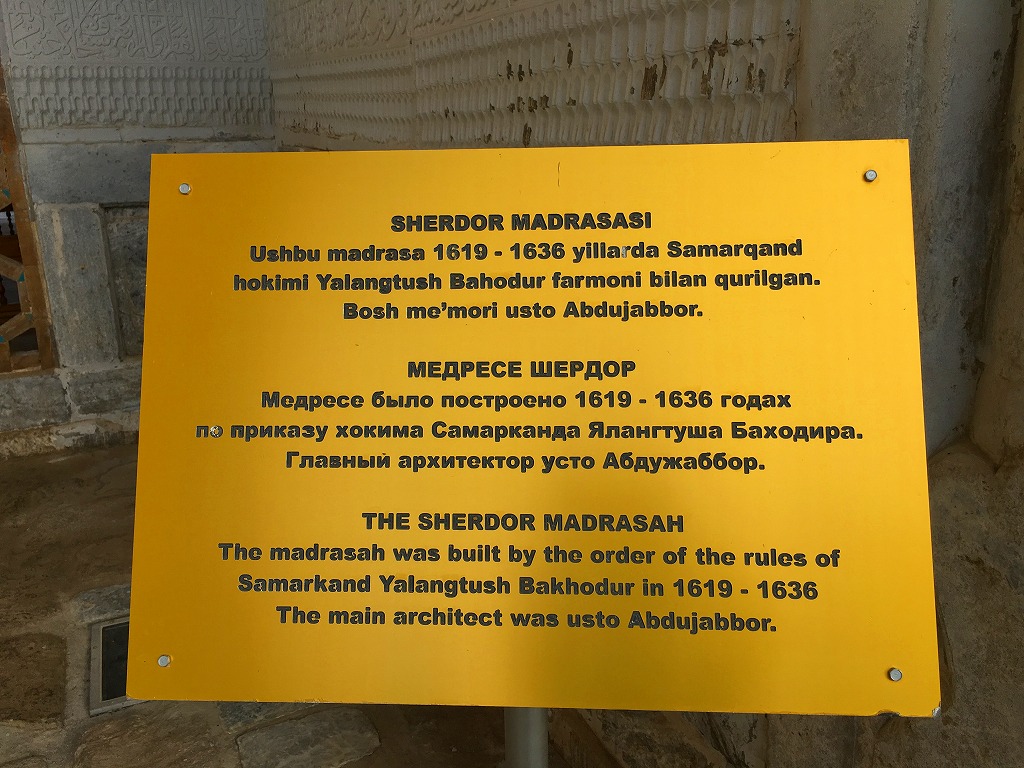 SHERDOR MADRASASI
Ushbu madrasa 1619 - 1636 yillarda Samarqand
hokimi Yalangtush Bahodur farmoni bilan qurilgan.
Bosh me’mori usto Abdujabbor.
МЕДРЕСЕ ШЕРДОР
Медресе было построено 1619 - 1636 годах
по приказу хокима Самарканда Ялангтуша Баходира.
Главный архитектор усто Абдужаббор.
THE SHERDOR MADRASAH
The madrasah was built by the order of the rules of
Samarkand Yalangtush Bakhodur in 1619 - 1636
The main architect was usto Abdujabbor.